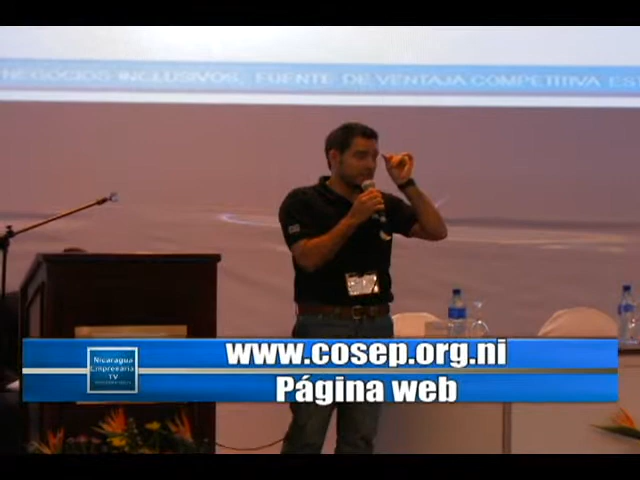 NEGOCIOS INCLUSIVOS, FUENTE DE VENTAJA COMPETITIVA
www.cosep.org.ni
Página web
Nicaragua
Empresaria
TV